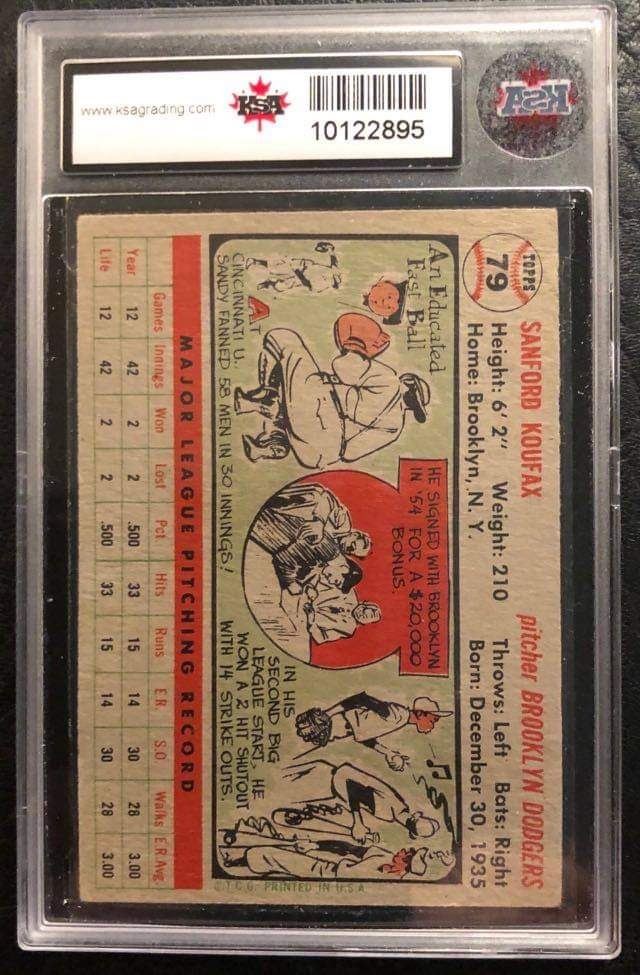 www.ksagrading.com
KSA
10122895
KSA
TOPPS
79
SANFORD KOUFAX
pitcher BROOKLYN DODGERS
Height: 6' 2" Weight: 210 Throws: Left Bats: Right
Home: Brooklyn, N. Y. Born: December 30, 1935
An Educated
Fast Ball
AT
CINCINNATI U.
SANDY FANNED 58 MEN IN 30 INNINGS!
HE SIGNED WITH BROOKLYN
IN '54 FOR A $20,000
BONUS.
IN HIS
SECOND BIG
LEAGUE START, HE
WON A 2 HIT SHUTOUT
WITH 14 STRIKE OUTS.
MAJOR LEAGUE PITCHING RECORD
Games Innings Won Lost Pct Hits Runs E.R. S.O. Walks E.R.Avg.
Year 12 42 2 2 .500 33 15 14 30 28 3.00
Life 12 42 2 2 .500 33 15 14 30 28 3.00
T.C.G. PRINTED IN U.S.A.